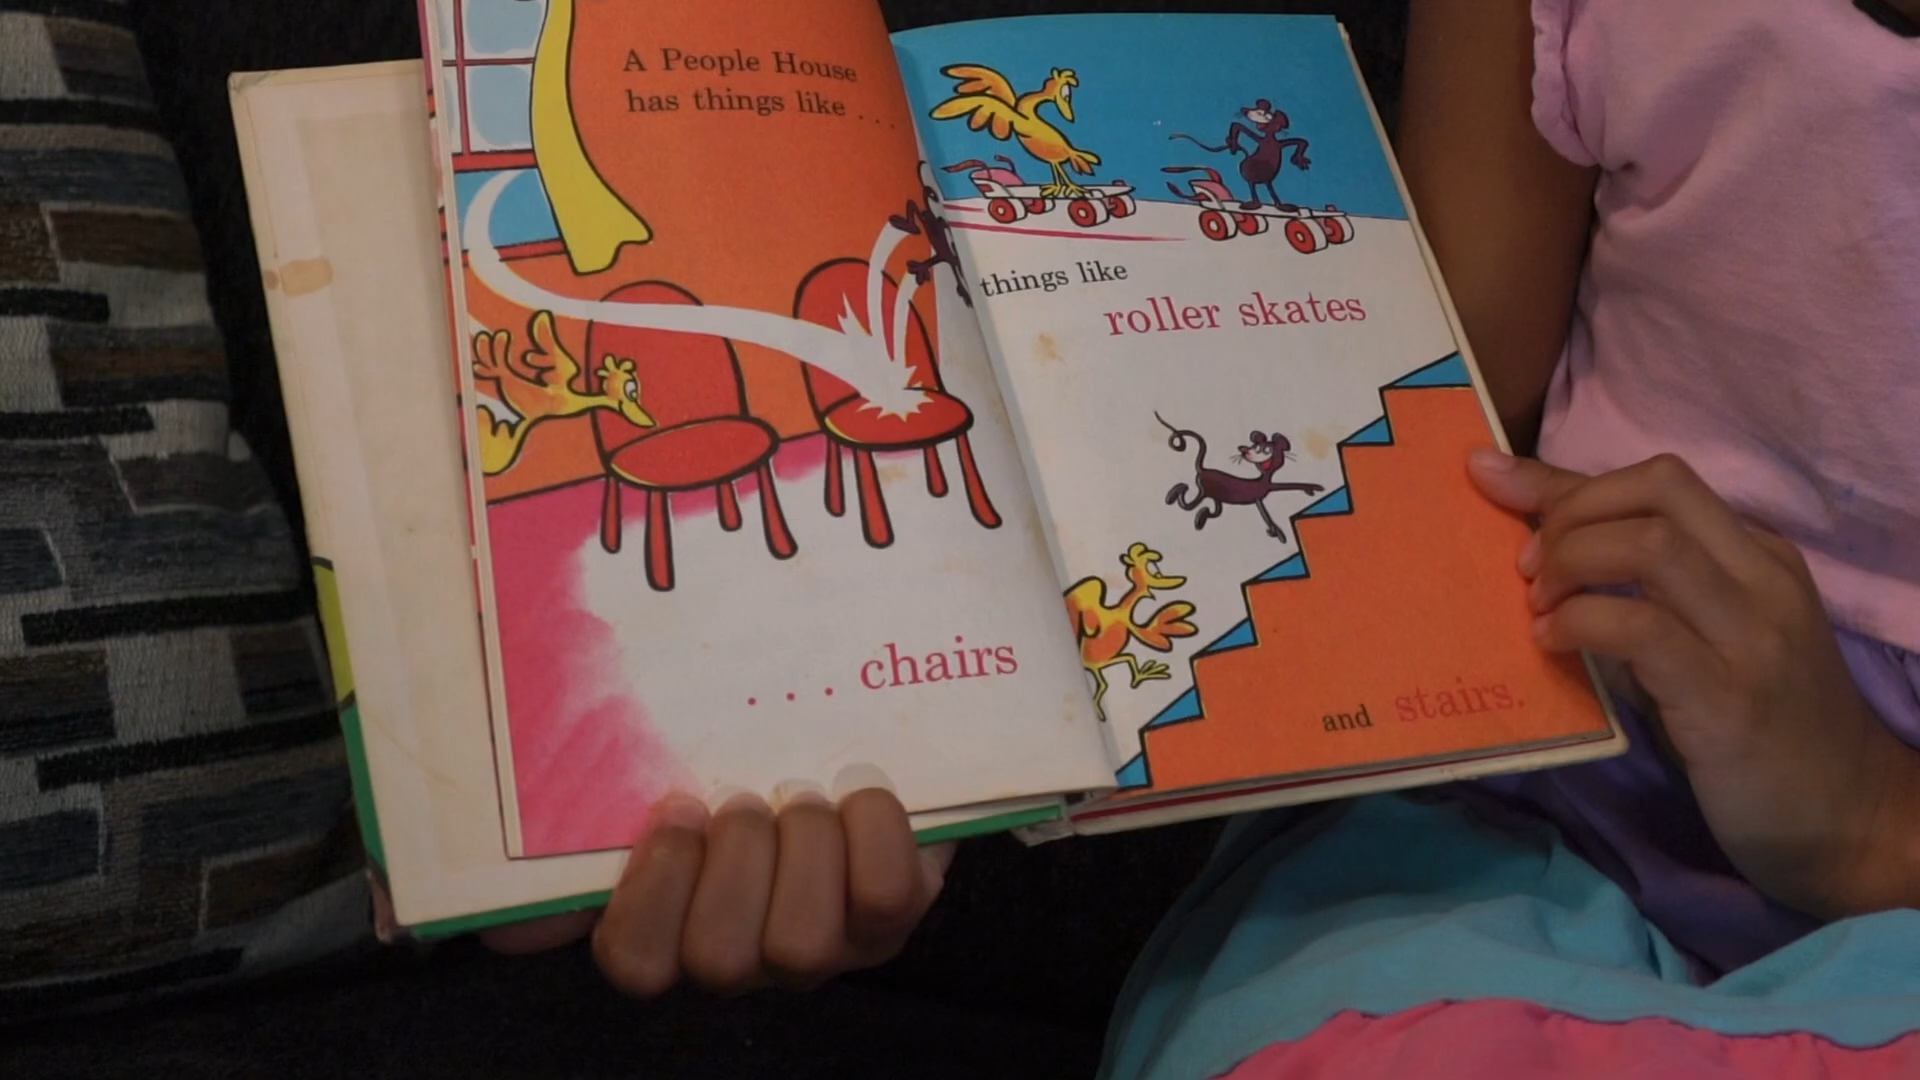 A People House
has things like . . .
. . . chairs
things like
roller skates
and stairs.